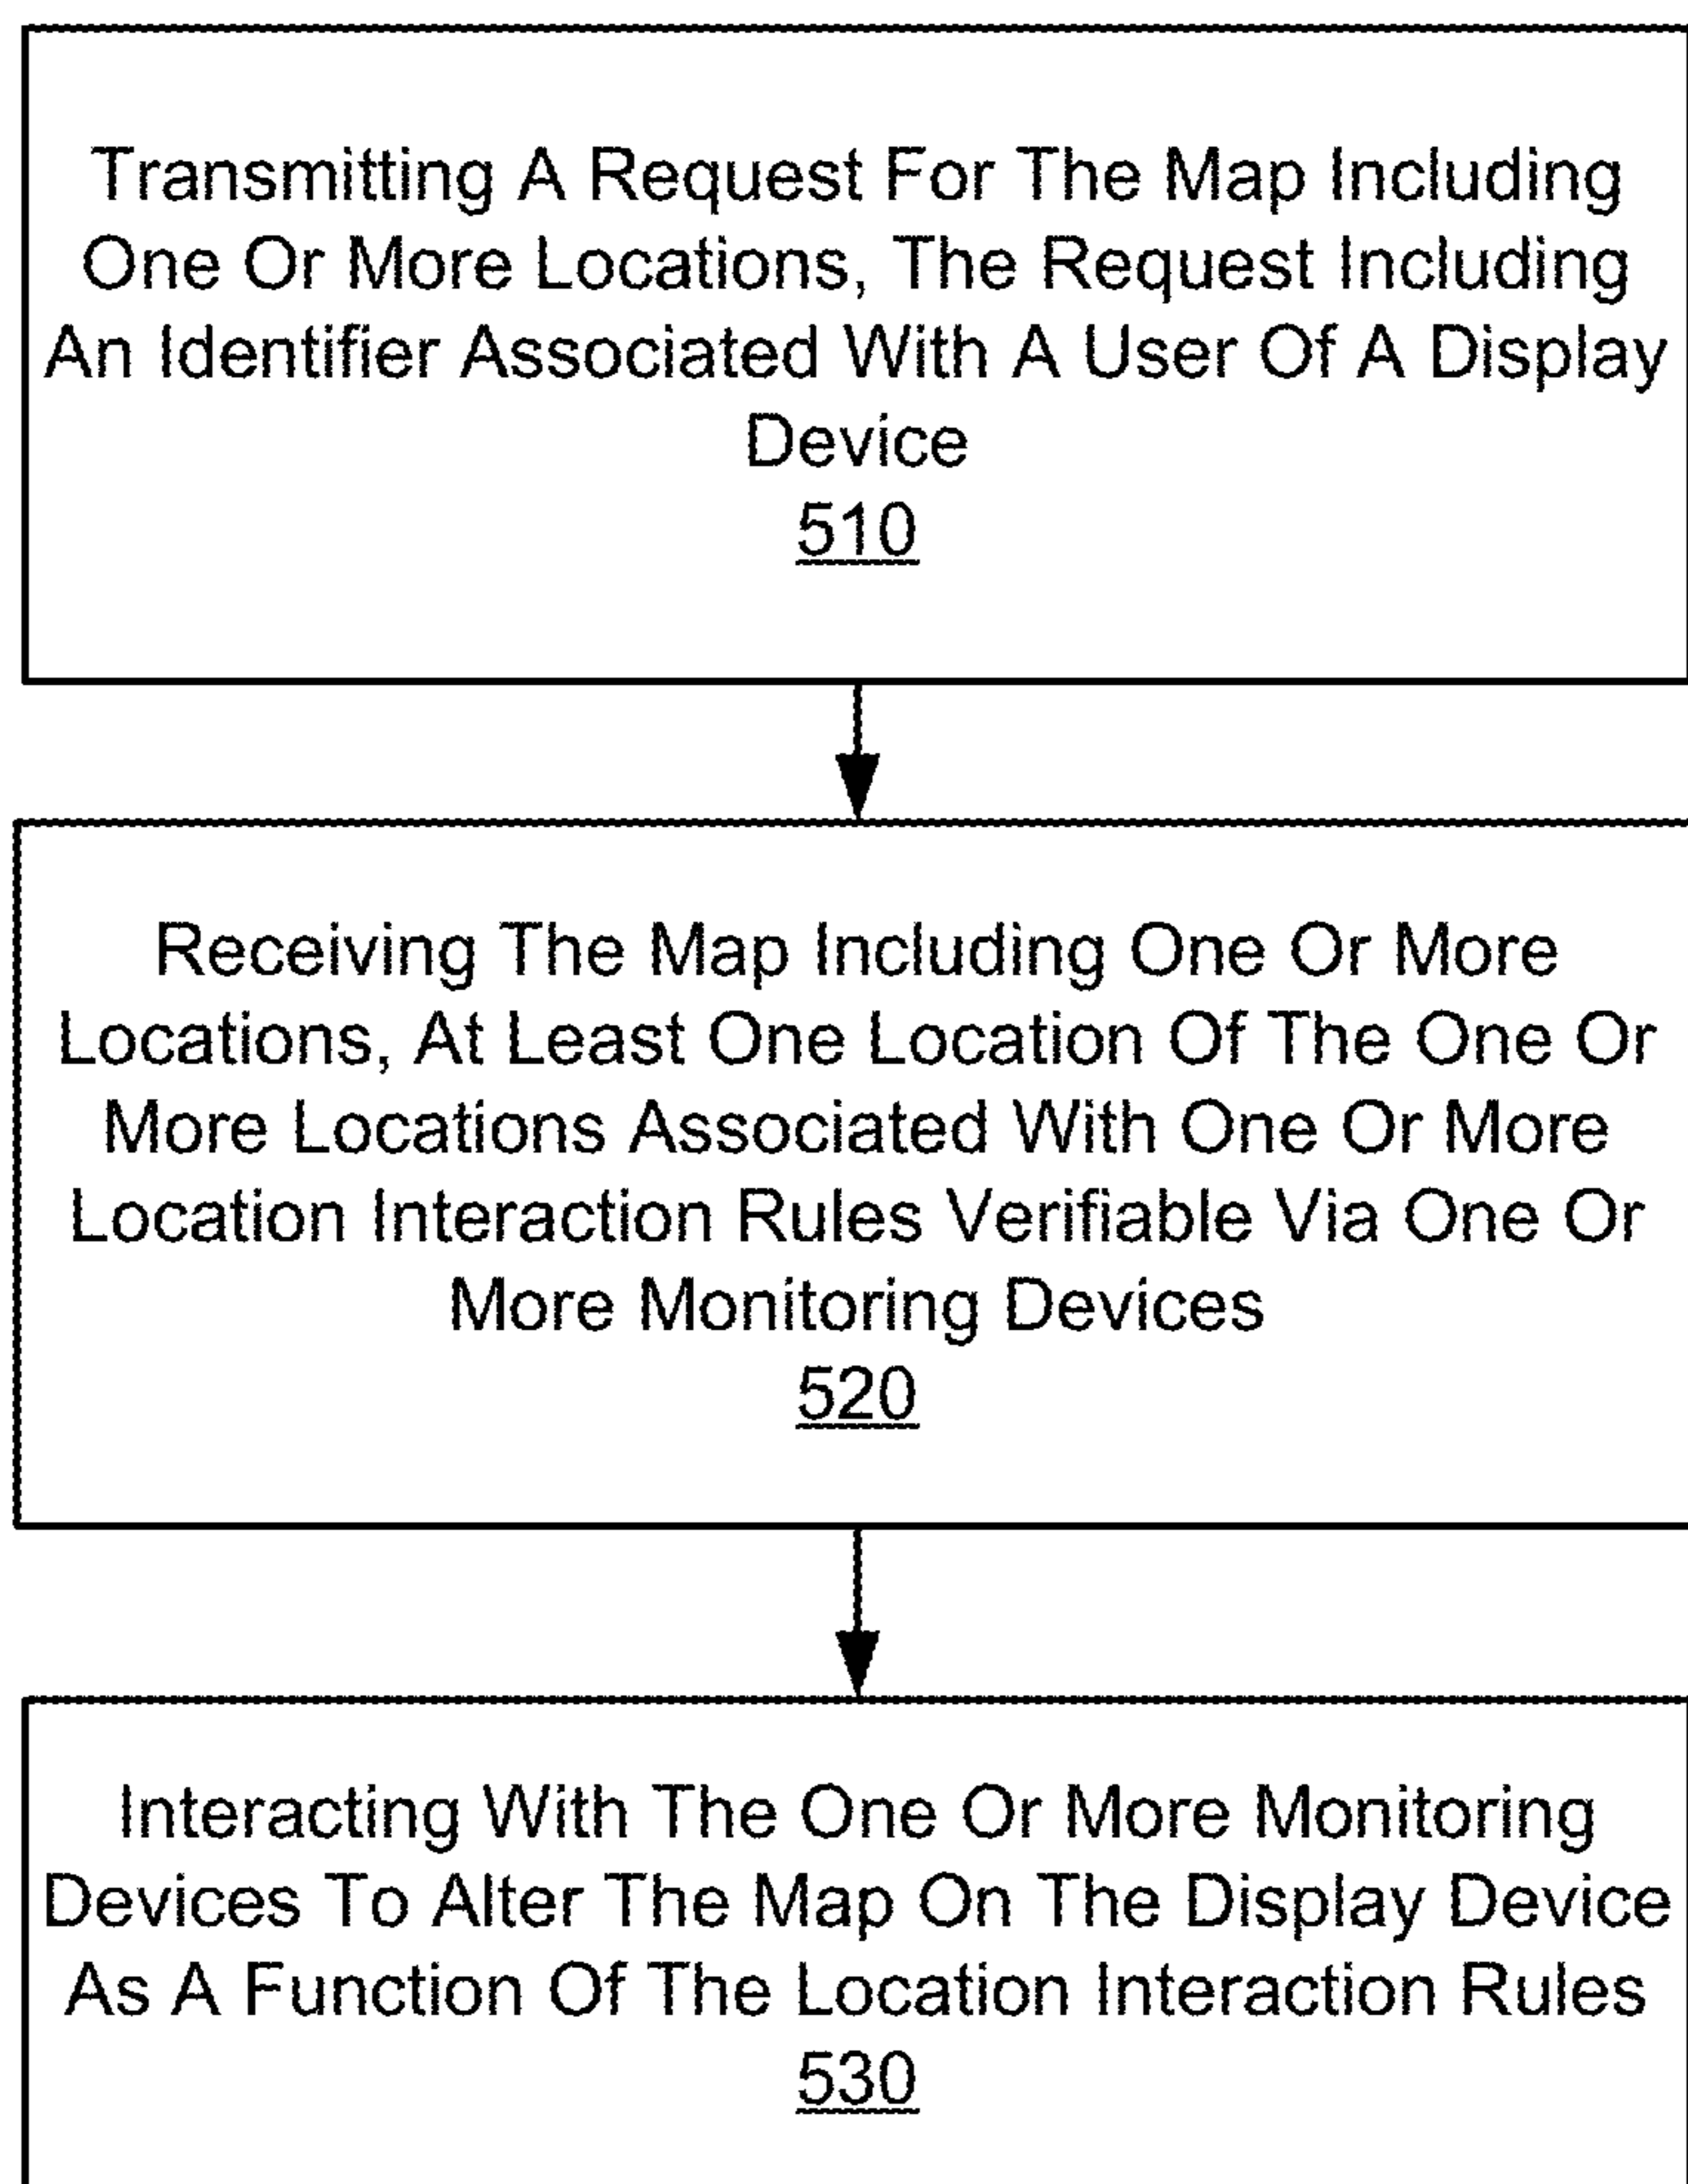 Transmitting A Request For The Map Including
One Or More Locations, The Request Including
An Identifier Associated With A User Of A Display
Device
510
Receiving The Map Including One Or More
Locations, At Least One Location Of The One Or
More Locations Associated With One Or More
Location Interaction Rules Verifiable Via One Or
More Monitoring Devices
520
Interacting With The One Or More Monitoring
Devices To Alter The Map On The Display Device
As A Function Of The Location Interaction Rules
530